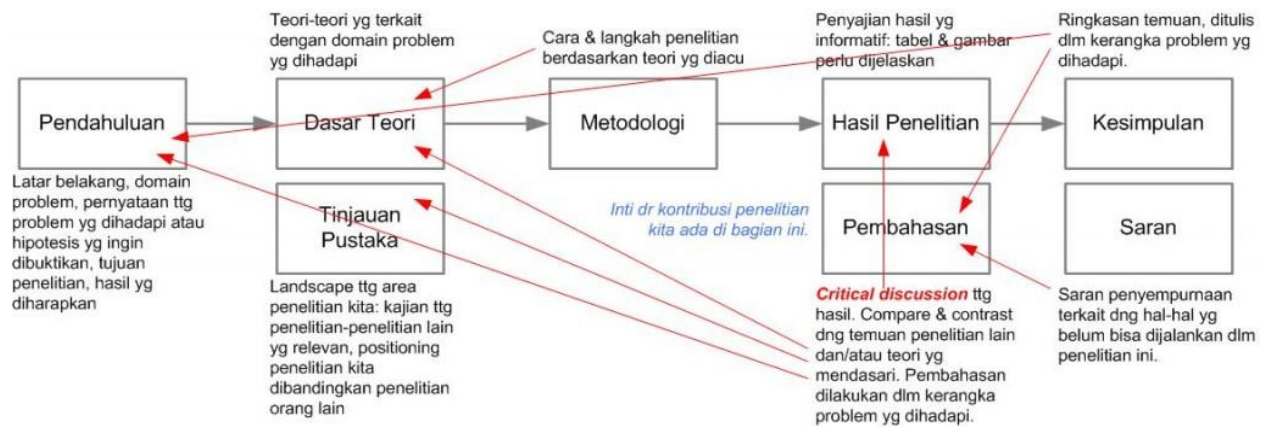 Teori-teori yg terkait
dengan domain problem
yg dihadapi
Cara & langkah penelitian
berdasarkan teori yg diacu
Penyajian hasil yg
informatif: tabel & gambar
perlu dijelaskan
Ringkasan temuan, ditulis
dlm kerangka problem yg
dihadapi.
Pendahuluan
Dasar Teori
Metodologi
Hasil Penelitian
Kesimpulan
Latar belakang, domain
problem, pernyataan ttg
problem yg dihadapi atau
hipotesis yg ingin
dibuktikan, tujuan
penelitian, hasil yg
diharapkan
Tinjauan
Pustaka
Inti dr kontribusi penelitian
kita ada di bagian ini.
Pembahasan
Saran
Landscape ttg area
penelitian kita: kajian ttg
penelitian-penelitian lain
yg relevan, positioning
penelitian kita
dibandingkan penelitian
orang lain
Critical discussion ttg
hasil. Compare & contrast
dng temuan penelitian lain
dan/atau teori yg
mendasari. Pembahasan
dilakukan dlm kerangka
problem yg dihadapi.
Saran penyempurnaan
terkait dng hal-hal yg
belum bisa dijalankan dlm
penelitian ini.